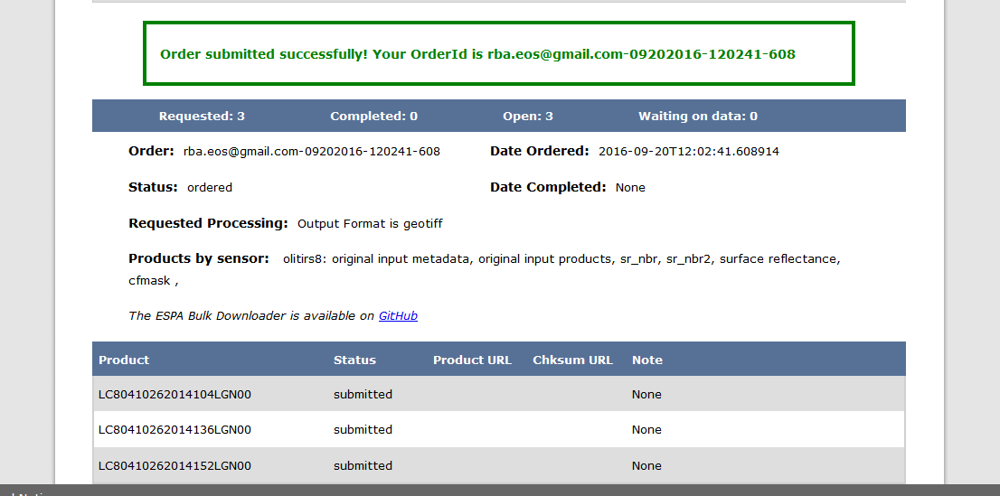 Order submitted successfully! Your OrderId is rba.eos@gmail.com-09202016-120241-608
Requested: 3 Completed: 0 Open: 3 Waiting on data: 0
Order: rba.eos@gmail.com-09202016-120241-608 Date Ordered: 2016-09-20T12:02:41.608914
Status: ordered Date Completed: None
Requested Processing: Output Format is geotiff
Products by sensor: olitirs8: original input metadata, original input products, sr_nbr, sr_nbr2, surface reflectance,
cfmask ,
The ESPA Bulk Downloader is available on GitHub
Product Status Product URL Chksum URL Note
LC80410262014104LGN00 submitted None
LC80410262014136LGN00 submitted None
LC80410262014152LGN00 submitted None